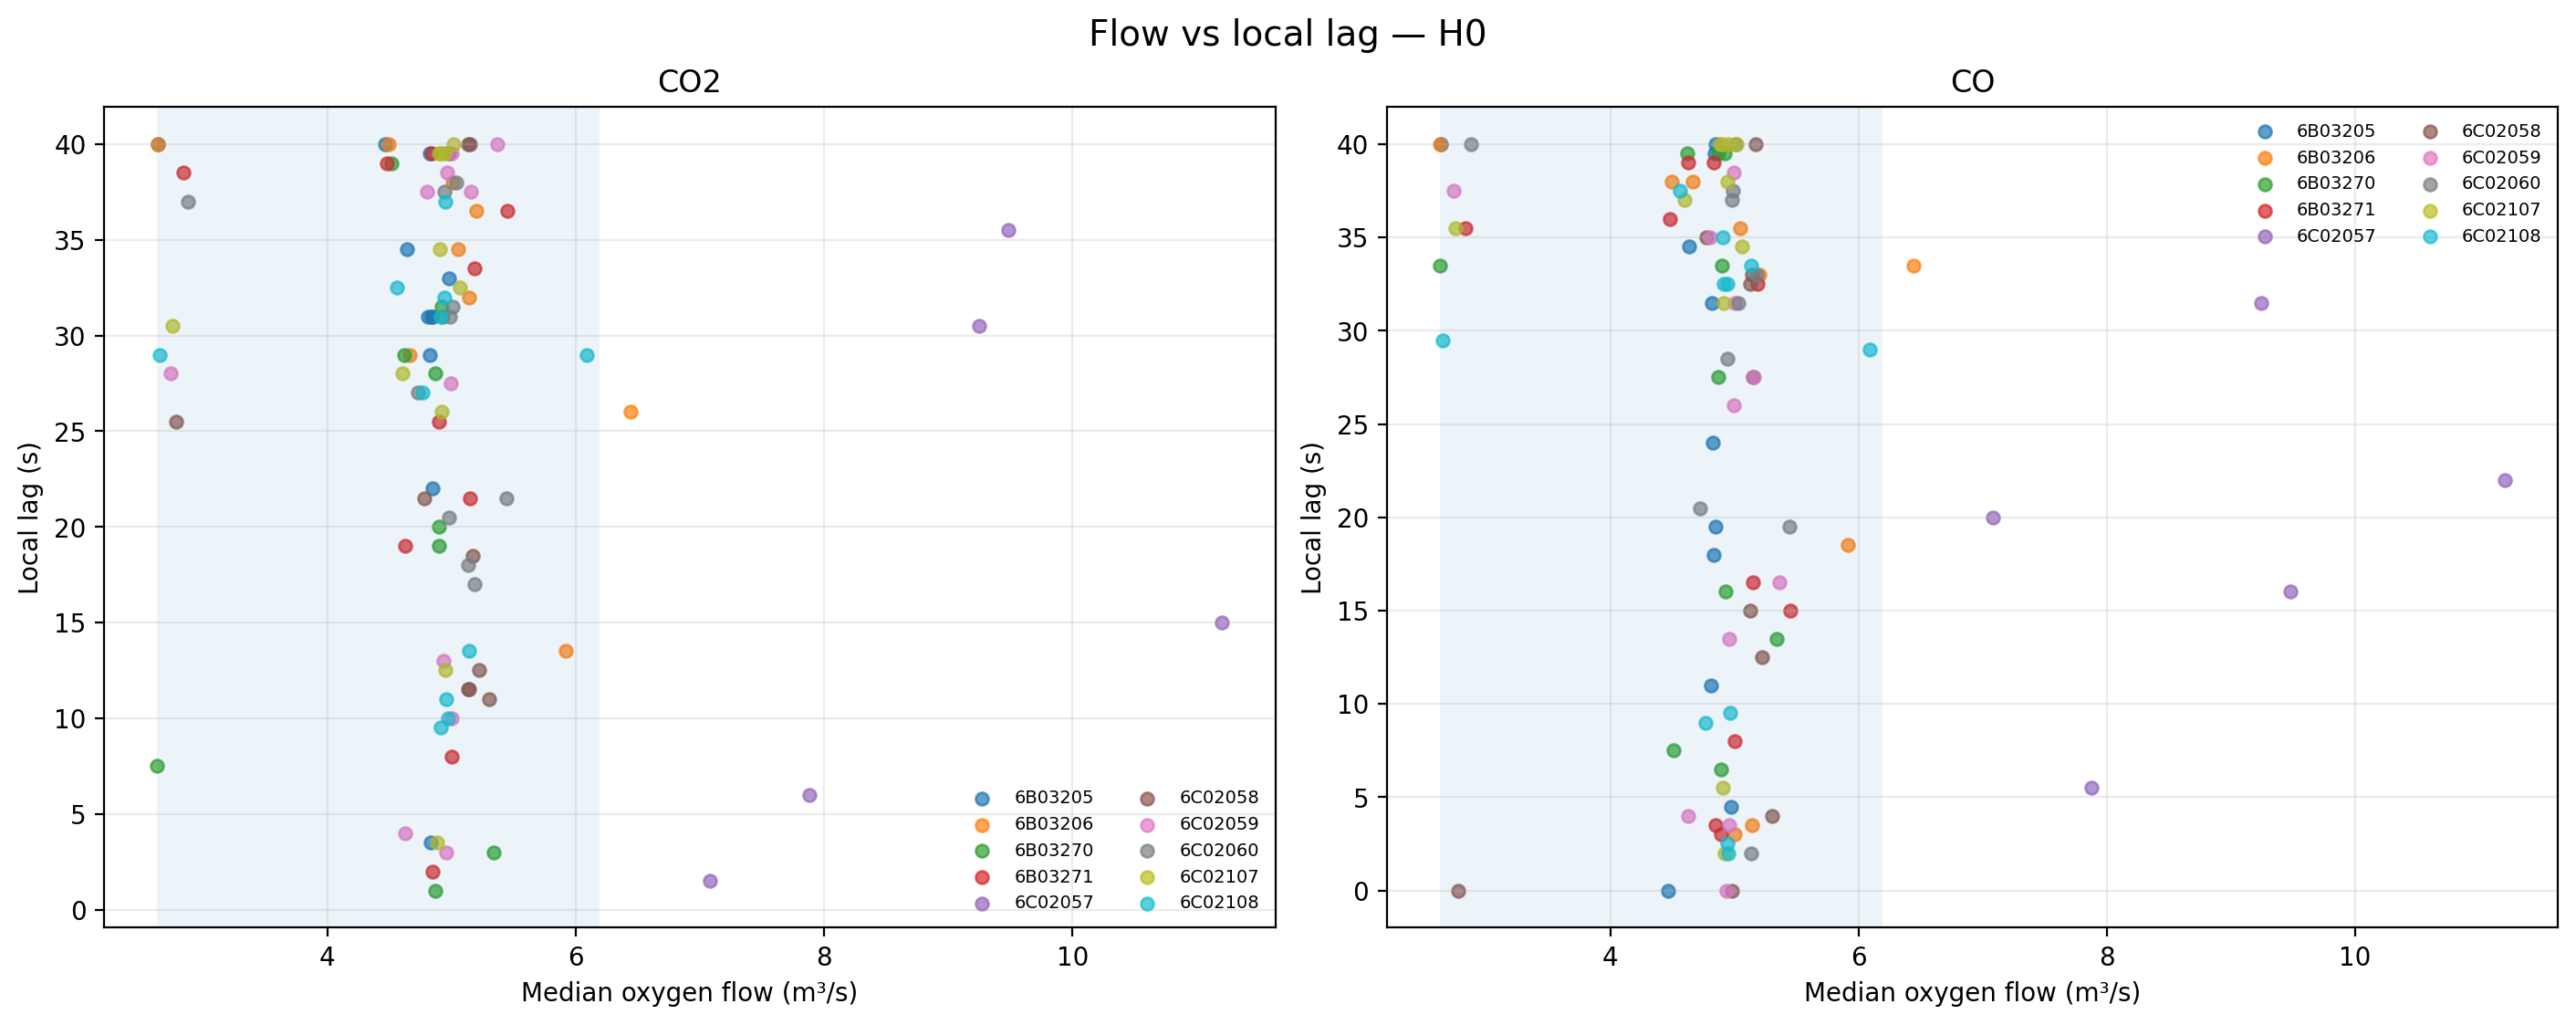 Flow vs local lag — H0
CO2
Local lag (s)
40
35
30
25
20
15
10
5
0
4 6 8 10
Median oxygen flow (m³/s)
6B03205 6C02058
6B03206 6C02059
6B03270 6C02060
6B03271 6C02107
6C02057 6C02108
CO
Local lag (s)
40
35
30
25
20
15
10
5
0
4 6 8 10
Median oxygen flow (m³/s)
6B03205 6C02058
6B03206 6C02059
6B03270 6C02060
6B03271 6C02107
6C02057 6C02108